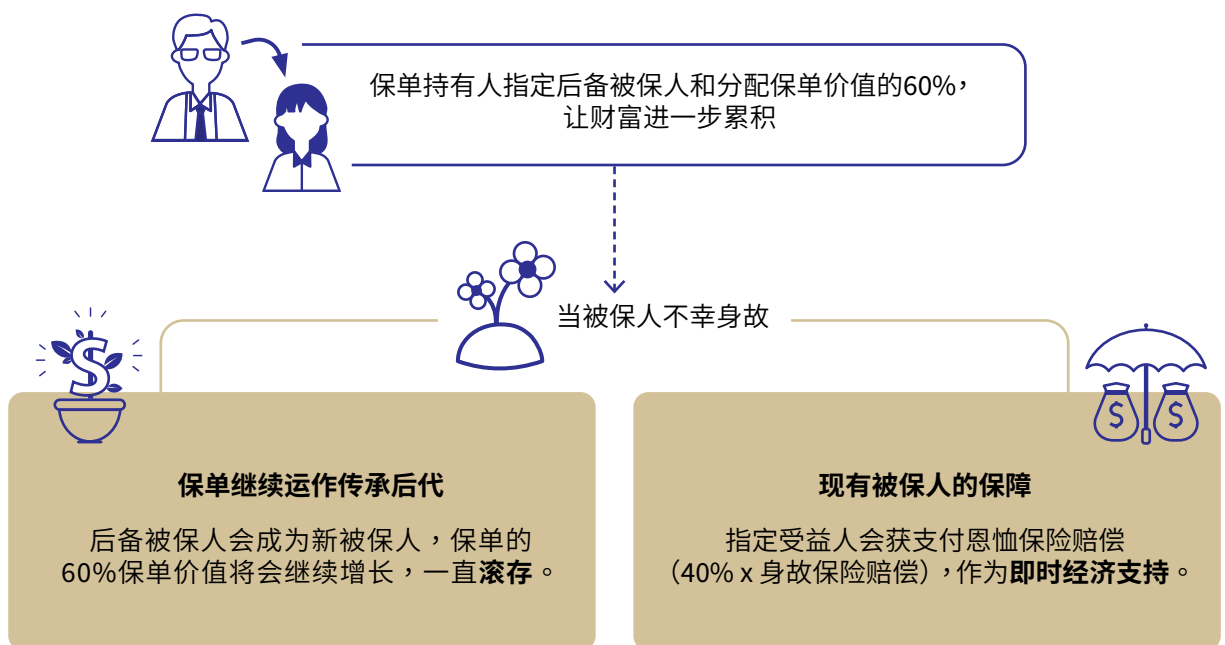 保单持有人指定后备被保人和分配保单价值的60%，
让财富进一步累积
当被保人不幸身故
保单继续运作传承后代
后备被保人会成为新被保人，保单的
60%保单价值将会继续增长，一直滚存。
现有被保人的保障
指定受益人会获支付恩恤保险赔偿
（40% x 身故保险赔偿），作为即时经济支持。